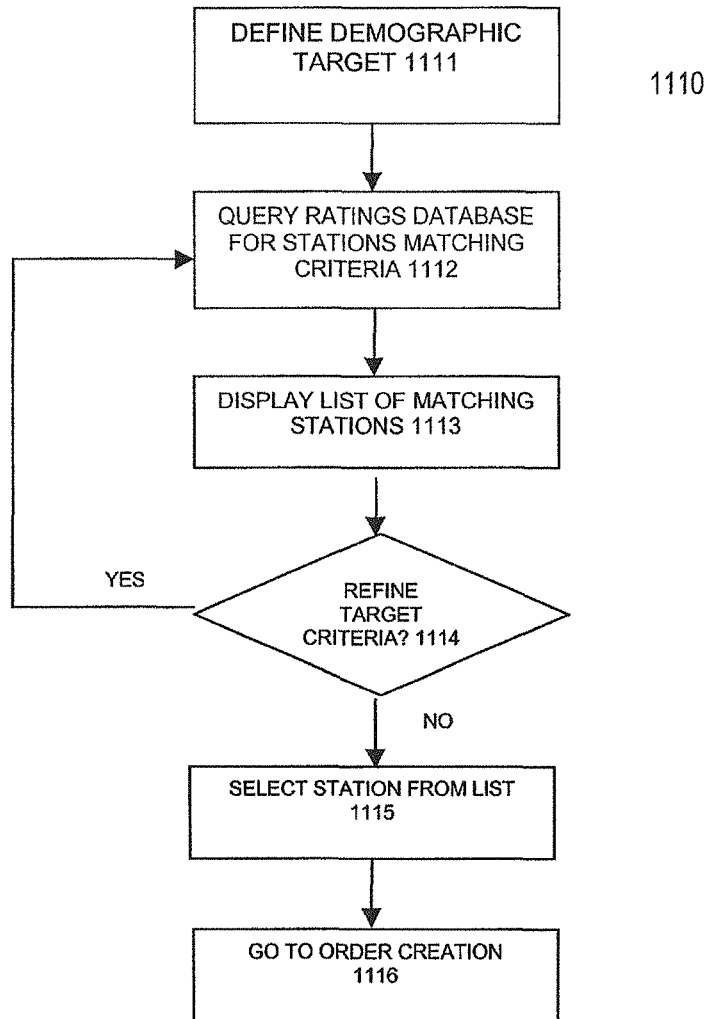 DEFINE DEMOGRAPHIC
TARGET 1111
1110
QUERY RATINGS DATABASE
FOR STATIONS MATCHING
CRITERIA 1112
DISPLAY LIST OF MATCHING
STATIONS 1113
YES
REFINE
TARGET
CRITERIA? 1114
NO
SELECT STATION FROM LIST
1115
GO TO ORDER CREATION
1116